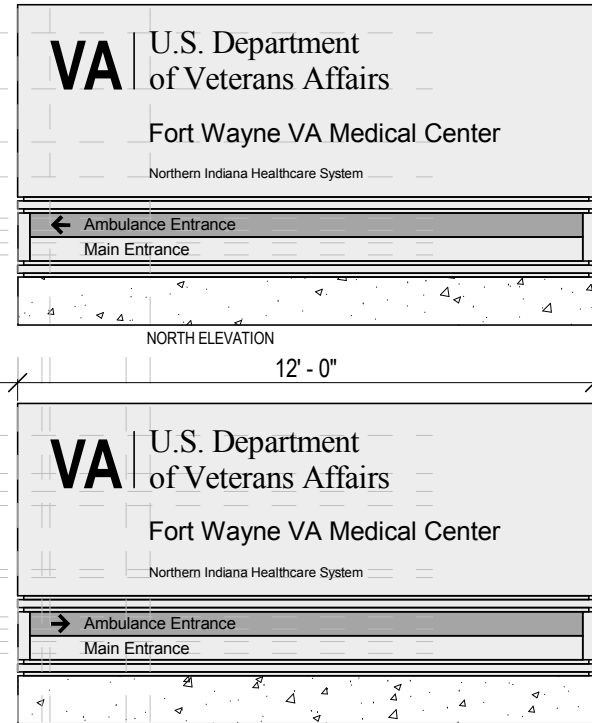 VA
U.S. Department
of Veterans Affairs
Fort Wayne VA Medical Center
Northern Indiana Healthcare System
Ambulance Entrance
Main Entrance
NORTH ELEVATION
12' - 0"
VA
U.S. Department
of Veterans Affairs
Fort Wayne VA Medical Center
Northern Indiana Healthcare System
Ambulance Entrance
Main Entrance